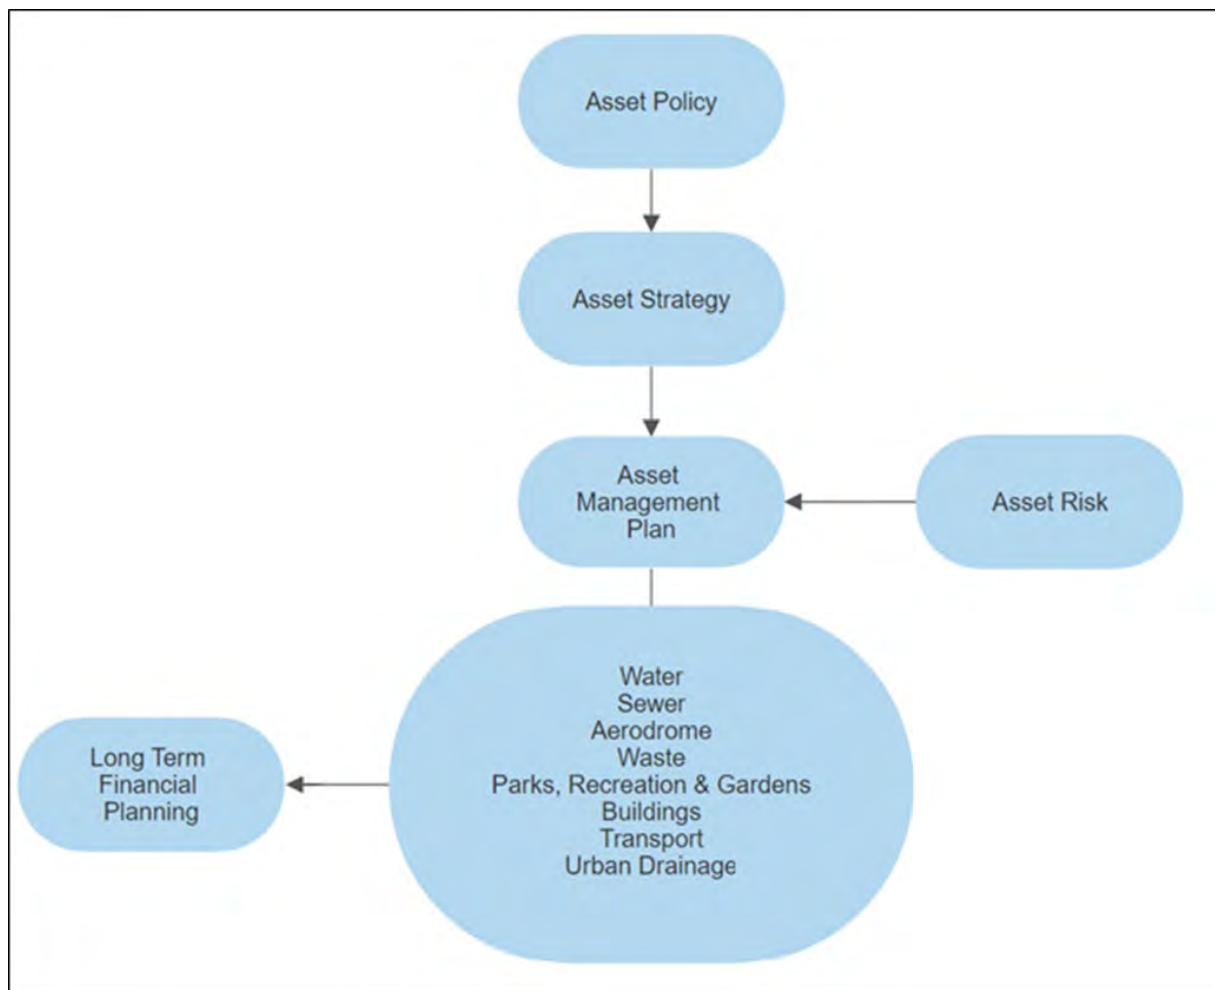 Asset Policy
Asset Strategy
Asset
Management
Plan
Asset Risk
Water
Sewer
Aerodrome
Waste
Parks, Recreation & Gardens
Buildings
Transport
Urban Drainage
Long Term
Financial
Planning